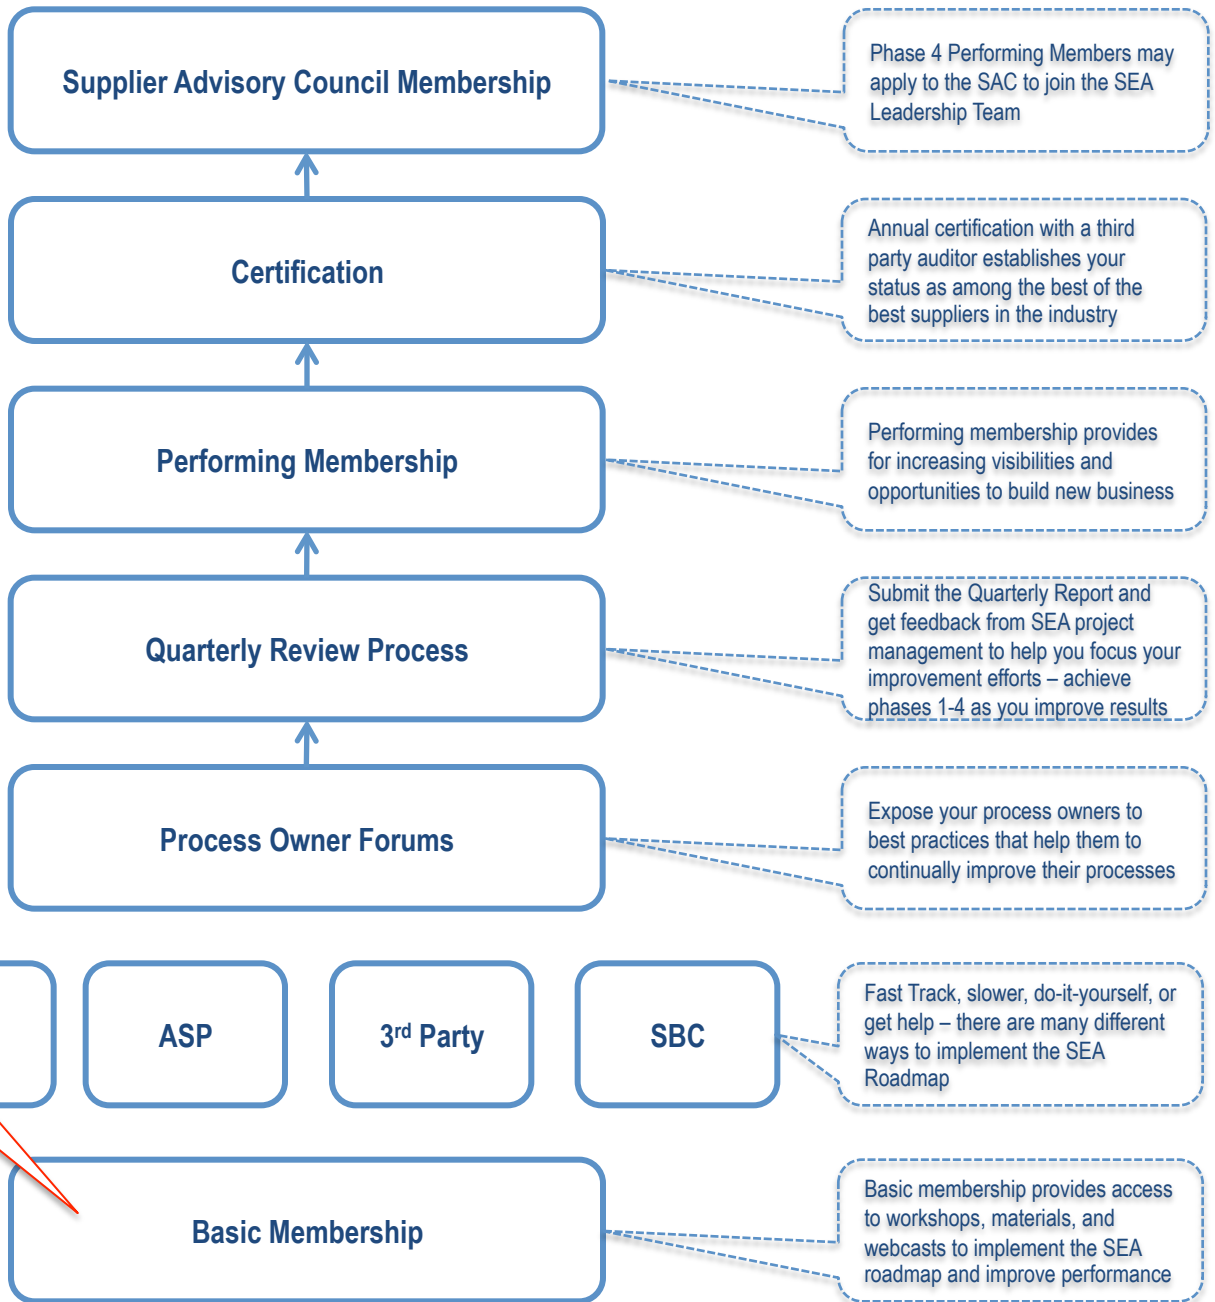 Supplier Advisory Council Membership
Phase 4 Performing Members may
apply to the SAC to join the SEA
Leadership Team
Certification
Annual certification with a third
party auditor establishes your
status as among the best of the
best suppliers in the industry
Performing Membership
Performing membership provides
for increasing visibilities and
opportunities to build new business
Quarterly Review Process
Submit the Quarterly Report and
get feedback from SEA project
management to help you focus your
improvement efforts – achieve
phases 1-4 as you improve results
Process Owner Forums
Expose your process owners to
best practices that help them to
continually improve their processes
ASP
3rd Party
SBC
Fast Track, slower, do-it-yourself, or
get help – there are many different
ways to implement the SEA
Roadmap
Basic Membership
Basic membership provides access
to workshops, materials, and
webcasts to implement the SEA
roadmap and improve performance